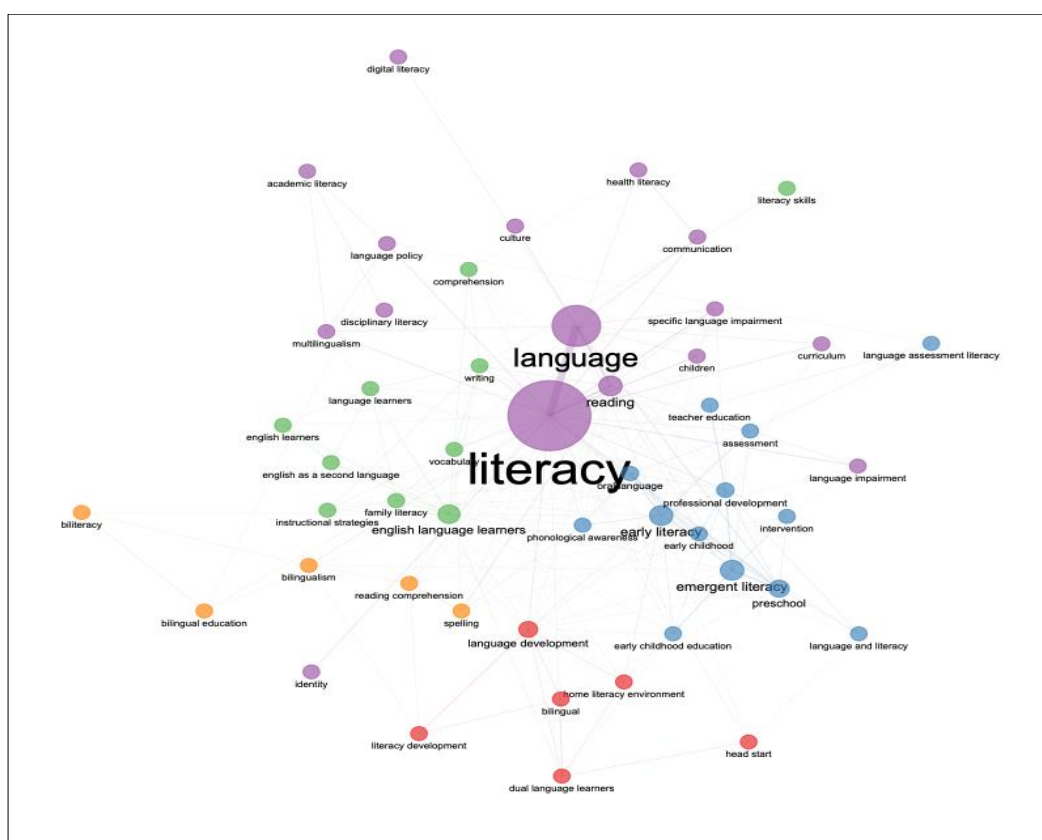 digital literacy
academic literacy
health literacy
literacy skills
culture
communication
language policy
comprehension
disciplinary literacy
specific language impairment
multilingualism
language
children
curriculum
language assessment literacy
writing
reading
language learners
teacher education
english learners
assessment
vocabulary
literacy
english as a second language
language impairment
oral language
professional development
family literacy
instructional strategies
english language learners
biliteracy
phonological awareness
early literacy
intervention
early childhood
bilingualism
emergent literacy
reading comprehension
preschool
bilingual education
spelling
language development
early childhood education
language and literacy
identity
home literacy environment
bilingual
literacy development
head start
dual language learners